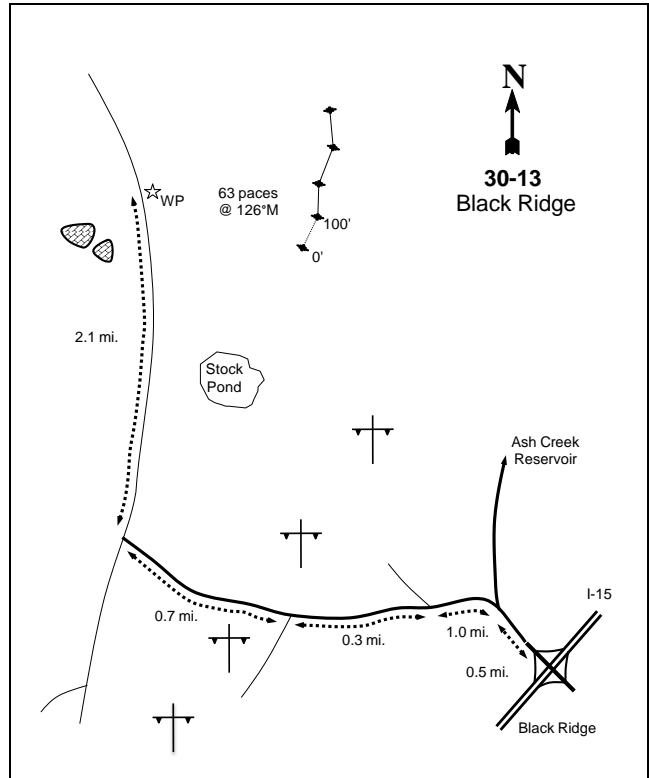 N
30-13
Black Ridge
WP
63 paces
@ 126°M
100'
0'
2.1 mi.
Stock
Pond
Ash Creek
Reservoir
I-15
0.7 mi.
0.3 mi.
1.0 mi.
0.5 mi.
Black Ridge